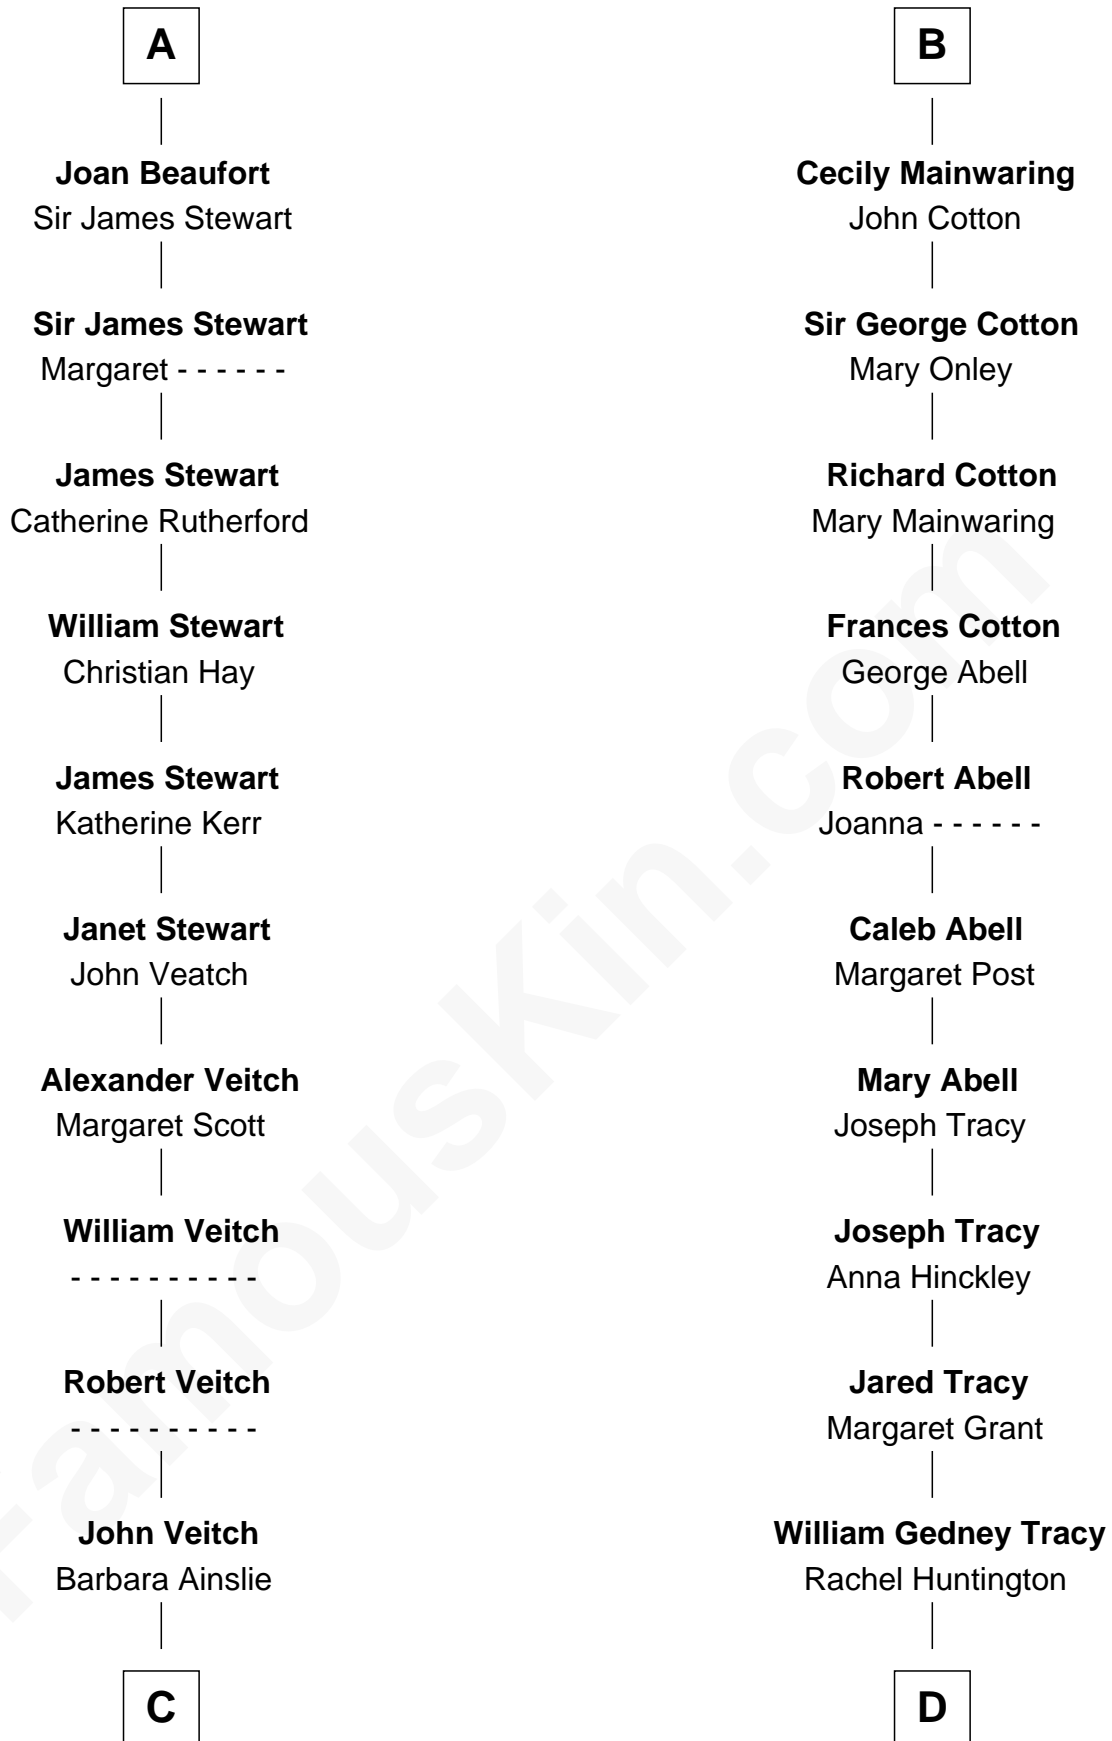 A
Joan Beaufort
Sir James Stewart
Sir James Stewart
Margaret - - - - - -
James Stewart
Catherine Rutherford
William Stewart
Christian Hay
James Stewart
Katherine Kerr
Janet Stewart
John Veatch
Alexander Veitch
Margaret Scott
William Veitch
- - - - - - - - - -
Robert Veitch
- - - - - - - - - -
John Veitch
Barbara Ainslie
C
B
Cecily Mainwaring
John Cotton
Sir George Cotton
Mary Onley
Richard Cotton
Mary Mainwaring
Frances Cotton
George Abell
Robert Abell
Joanna - - - - - -
Caleb Abell
Margaret Post
Mary Abell
Joseph Tracy
Joseph Tracy
Anna Hinckley
Jared Tracy
Margaret Grant
William Gedney Tracy
Rachel Huntington
D
FamousKin.com